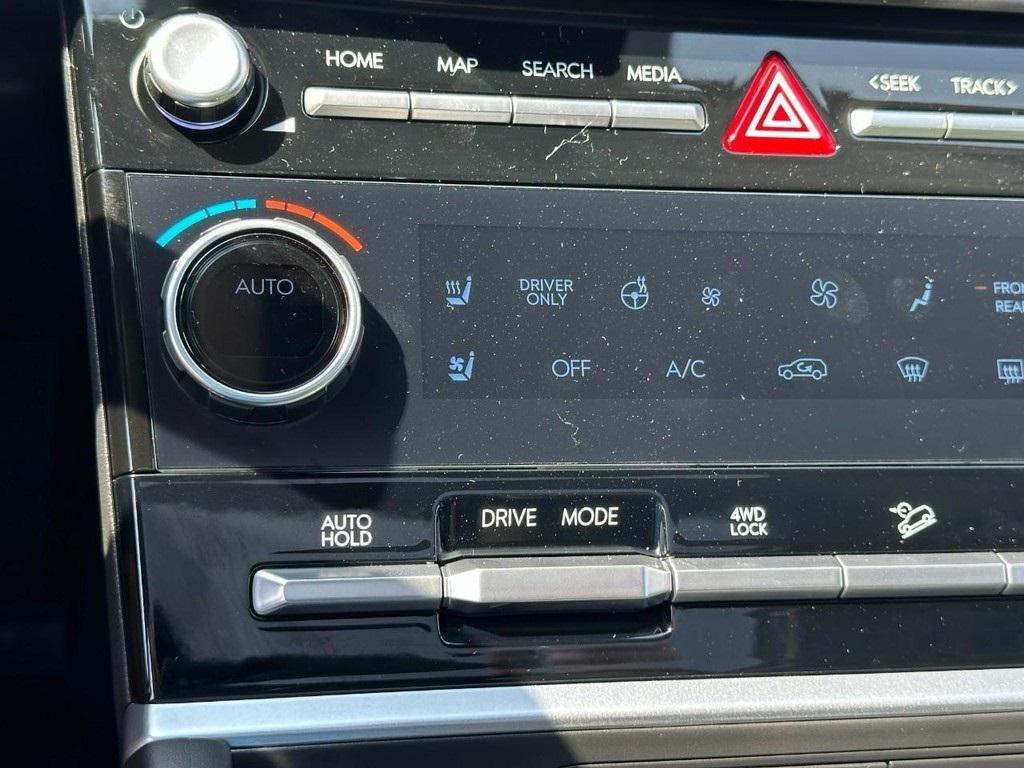 HOME MAP SEARCH MEDIA <SEEK TRACK>
AUTO
DRIVER
ONLY
OFF A/C
AUTO
HOLD
DRIVE MODE
4WD
LOCK